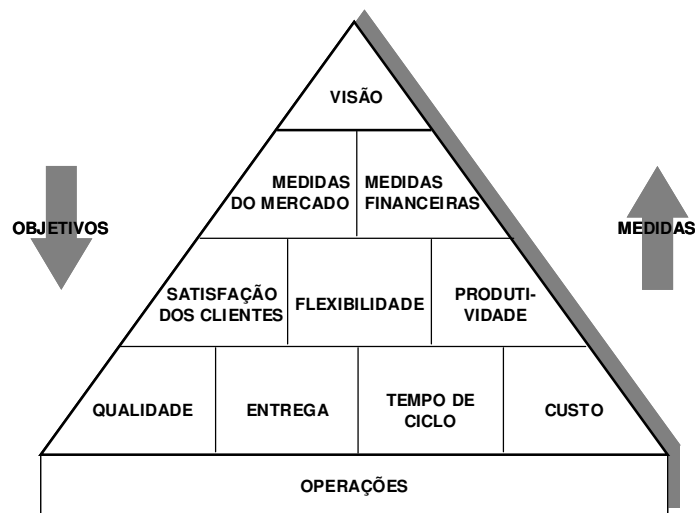 VISÃO
MEDIDAS
DO MERCADO
MEDIDAS
FINANCEIRAS
OBJETIVOS
MEDIDAS
SATISFAÇÃO
DOS CLIENTES
FLEXIBILIDADE
PRODUTI-
VIDADE
QUALIDADE
ENTREGA
TEMPO DE
CICLO
CUSTO
OPERAÇÕES